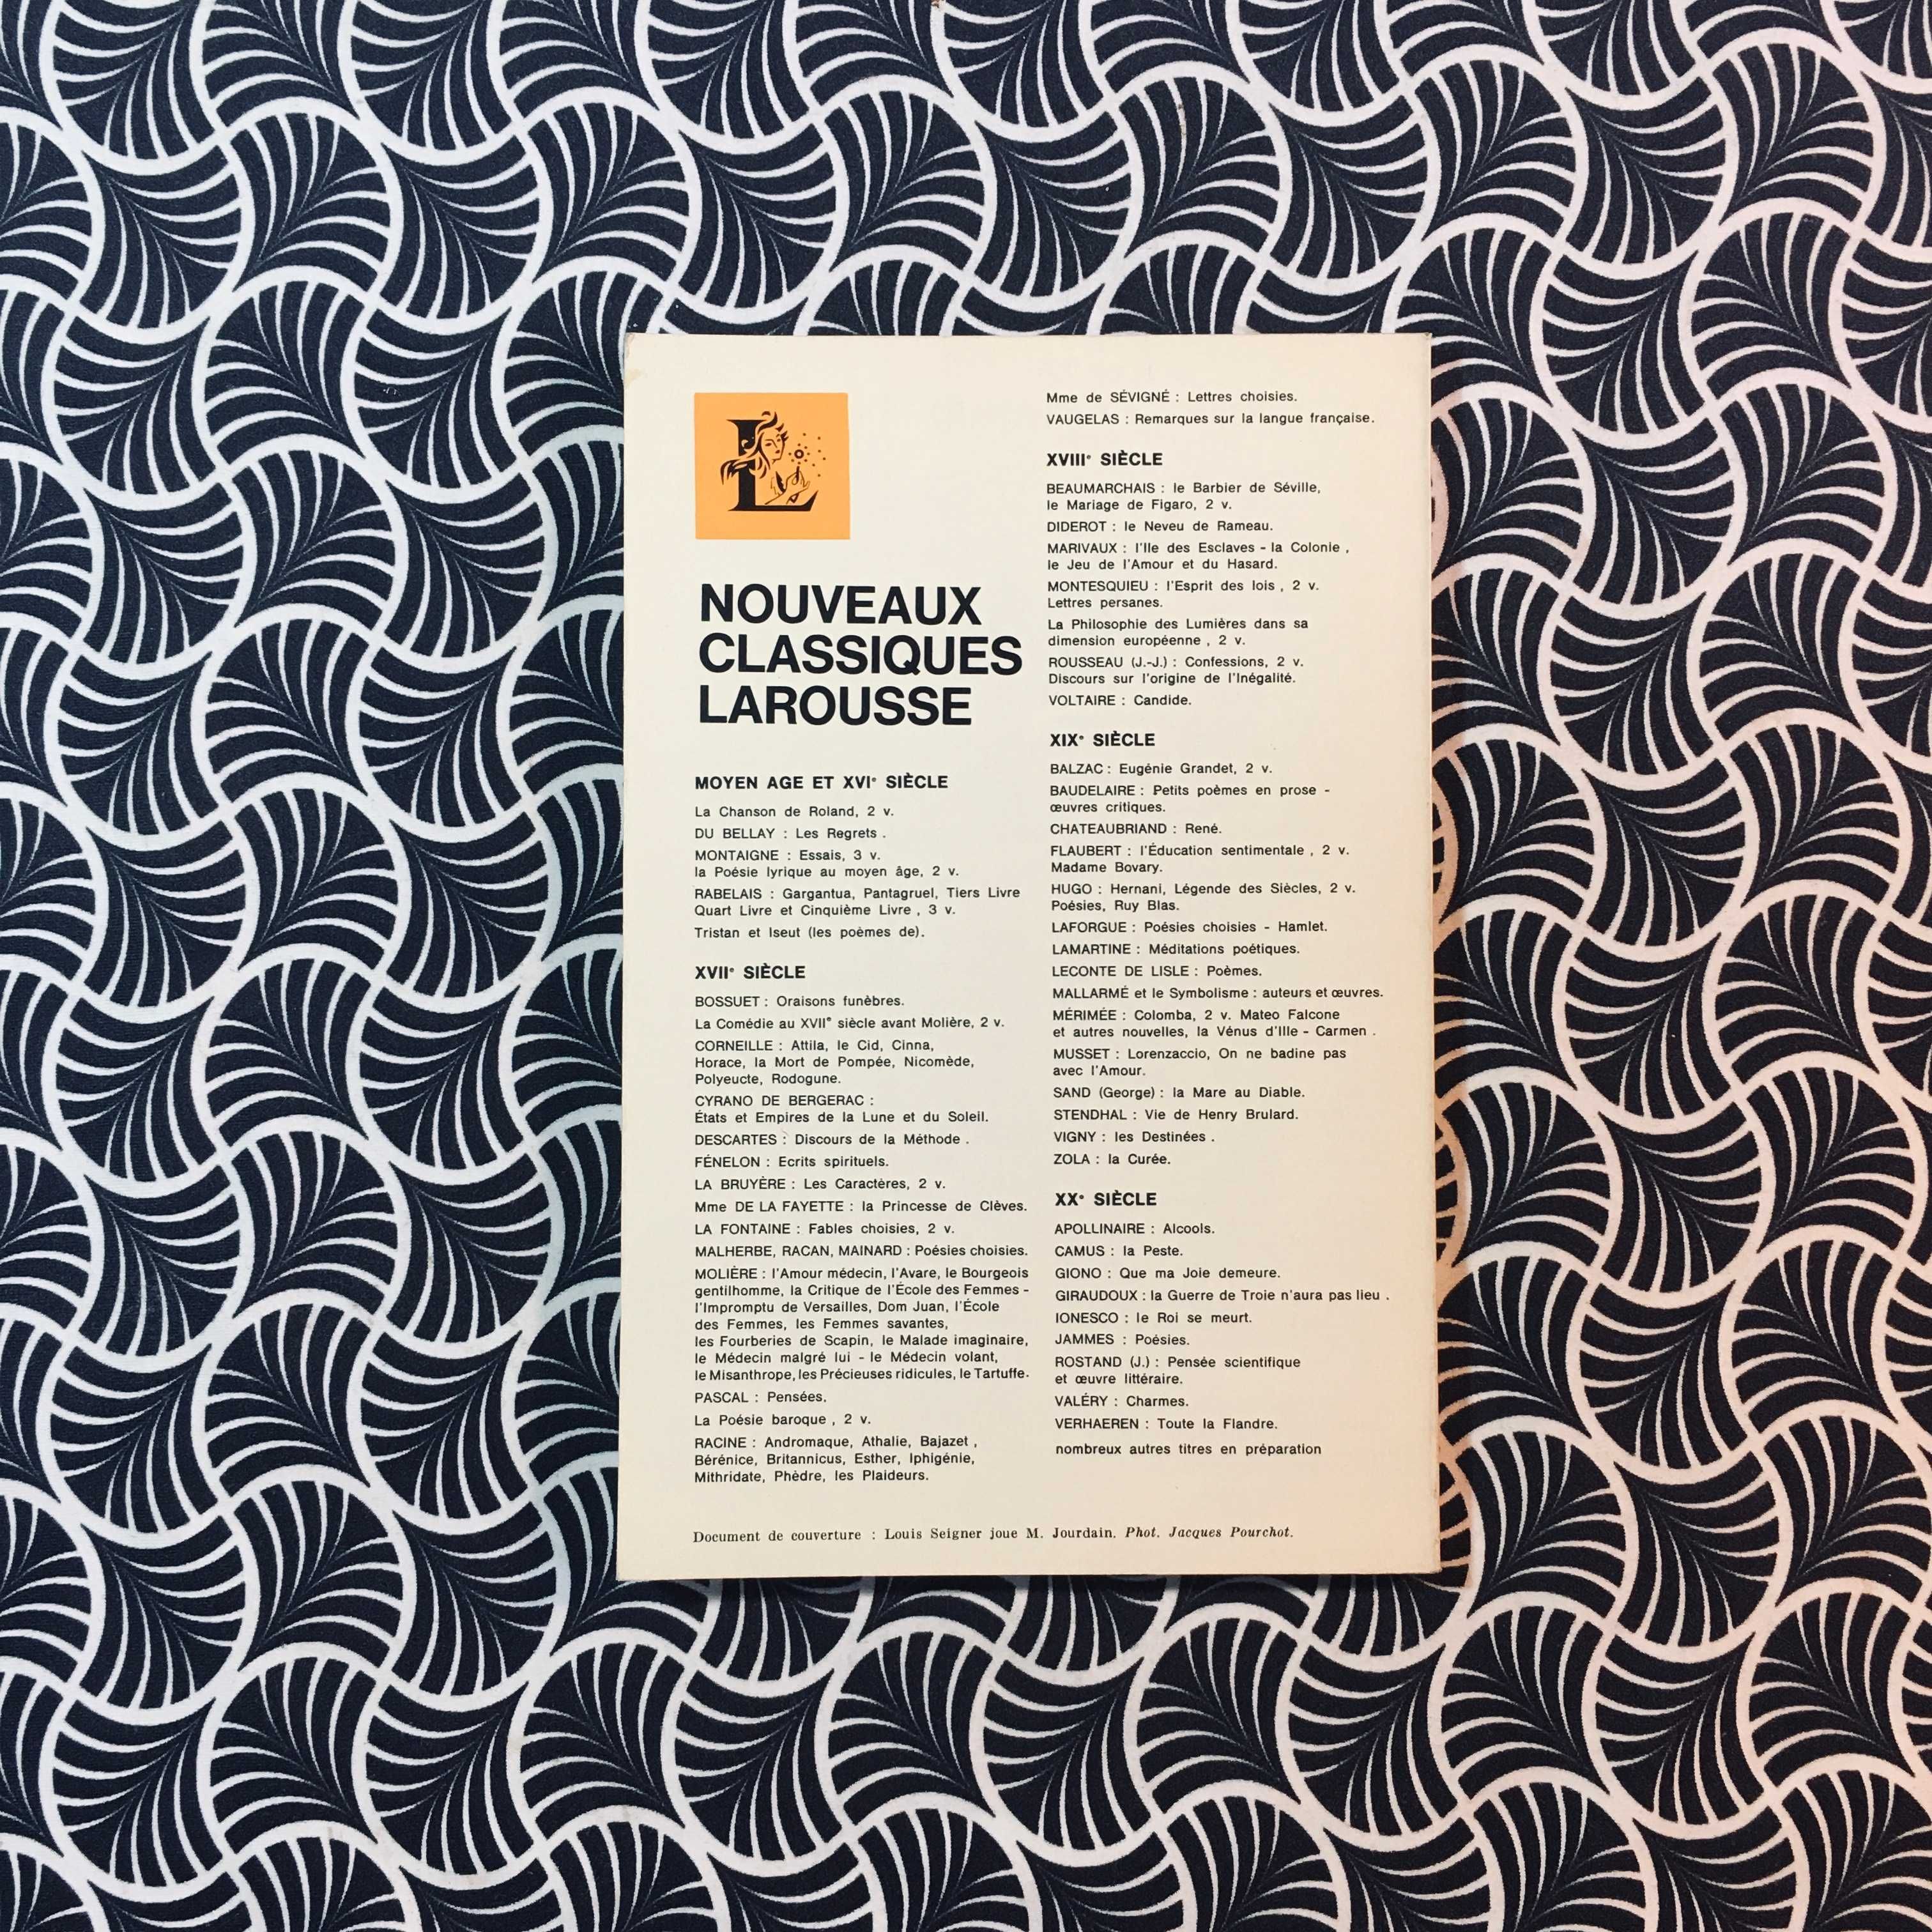 NOUVEAUX
CLASSIQUES
LAROUSSE
MOYEN AGE ET XVIe SIÈCLE
La Chanson de Roland, 2 v.
DU BELLAY : Les Regrets .
MONTAIGNE : Essais, 3 v.
la Poésie lyrique au moyen âge, 2 v.
RABELAIS : Gargantua, Pantagruel, Tiers Livre
Quart Livre et Cinquième Livre , 3 v.
Tristan et Iseut (les poèmes de).
XVIIe SIÈCLE
BOSSUET : Oraisons funèbres.
La Comédie au XVIIe siècle avant Molière, 2 v.
CORNEILLE : Attila, le Cid, Cinna,
Horace, la Mort de Pompée, Nicomède,
Polyeucte, Rodogune.
CYRANO DE BERGERAC :
États et Empires de la Lune et du Soleil.
DESCARTES : Discours de la Méthode .
FÉNELON : Ecrits spirituels.
LA BRUYÈRE : Les Caractères, 2 v.
Mme DE LA FAYETTE : la Princesse de Clèves.
LA FONTAINE : Fables choisies, 2 v.
MALHERBE, RACAN, MAINARD : Poésies choisies.
MOLIÈRE : l'Amour médecin, l'Avare, le Bourgeois
gentilhomme, la Critique de l'École des Femmes -
l'Impromptu de Versailles, Dom Juan, l'École
des Femmes, les Femmes savantes,
les Fourberies de Scapin, le Malade imaginaire,
le Médecin malgré lui - le Médecin volant,
le Misanthrope, les Précieuses ridicules, le Tartuffe.
PASCAL : Pensées.
La Poésie baroque , 2 v.
RACINE : Andromaque, Athalie, Bajazet ,
Bérénice, Britannicus, Esther, Iphigénie,
Mithridate, Phèdre, les Plaideurs.
Mme de SÉVIGNÉ : Lettres choisies.
VAUGELAS : Remarques sur la langue française.
XVIIIe SIÈCLE
BEAUMARCHAIS : le Barbier de Séville,
le Mariage de Figaro, 2 v.
DIDEROT : le Neveu de Rameau.
MARIVAUX : l'Ile des Esclaves - la Colonie ,
le Jeu de l'Amour et du Hasard.
MONTESQUIEU : l'Esprit des lois , 2 v.
Lettres persanes.
La Philosophie des Lumières dans sa
dimension européenne , 2 v.
ROUSSEAU (J.-J.) : Confessions, 2 v.
Discours sur l'origine de l'Inégalité.
VOLTAIRE : Candide.
XIXe SIÈCLE
BALZAC : Eugénie Grandet, 2 v.
BAUDELAIRE : Petits poèmes en prose -
œuvres critiques.
CHATEAUBRIAND : René.
FLAUBERT : l'Éducation sentimentale , 2 v.
Madame Bovary.
HUGO : Hernani, Légende des Siècles, 2 v.
Poésies, Ruy Blas.
LAFORGUE : Poésies choisies - Hamlet.
LAMARTINE : Méditations poétiques.
LECONTE DE LISLE : Poèmes.
MALLARMÉ et le Symbolisme : auteurs et œuvres.
MÉRIMÉE : Colomba, 2 v. Mateo Falcone
et autres nouvelles, la Vénus d'Ille - Carmen .
MUSSET : Lorenzaccio, On ne badine pas
avec l'Amour.
SAND (George) : la Mare au Diable.
STENDHAL : Vie de Henry Brulard.
VIGNY : les Destinées .
ZOLA : la Curée.
XXe SIÈCLE
APOLLINAIRE : Alcools.
CAMUS : la Peste.
GIONO : Que ma Joie demeure.
GIRAUDOUX : la Guerre de Troie n'aura pas lieu .
IONESCO : le Roi se meurt.
JAMMES : Poésies.
ROSTAND (J.) : Pensée scientifique
et œuvre littéraire.
VALÉRY : Charmes.
VERHAEREN : Toute la Flandre.
nombreux autres titres en préparation
Document de couverture : Louis Seigner joue M. Jourdain. Phot. Jacques Pourchot.